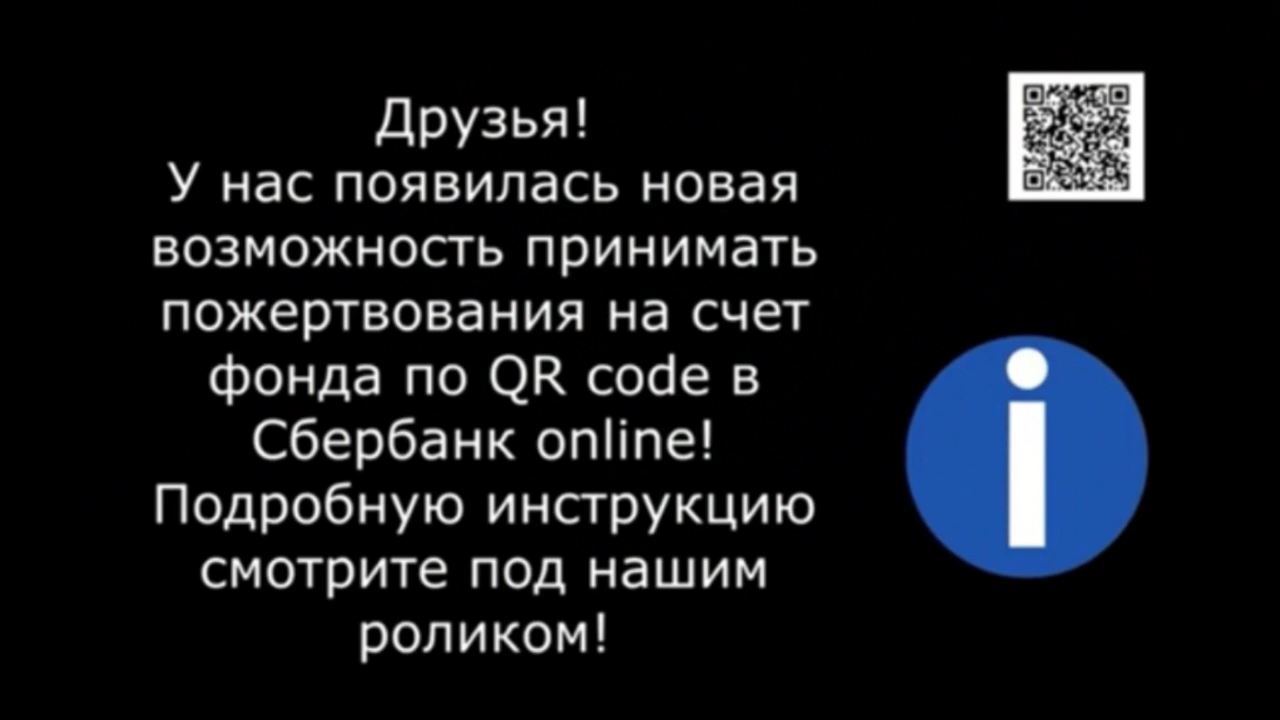 Друзья!
У нас появилась новая
возможность принимать
пожертвования на счет
фонда по QR code в
Сбербанк online!
Подробную инструкцию
смотрите под нашим
роликом!